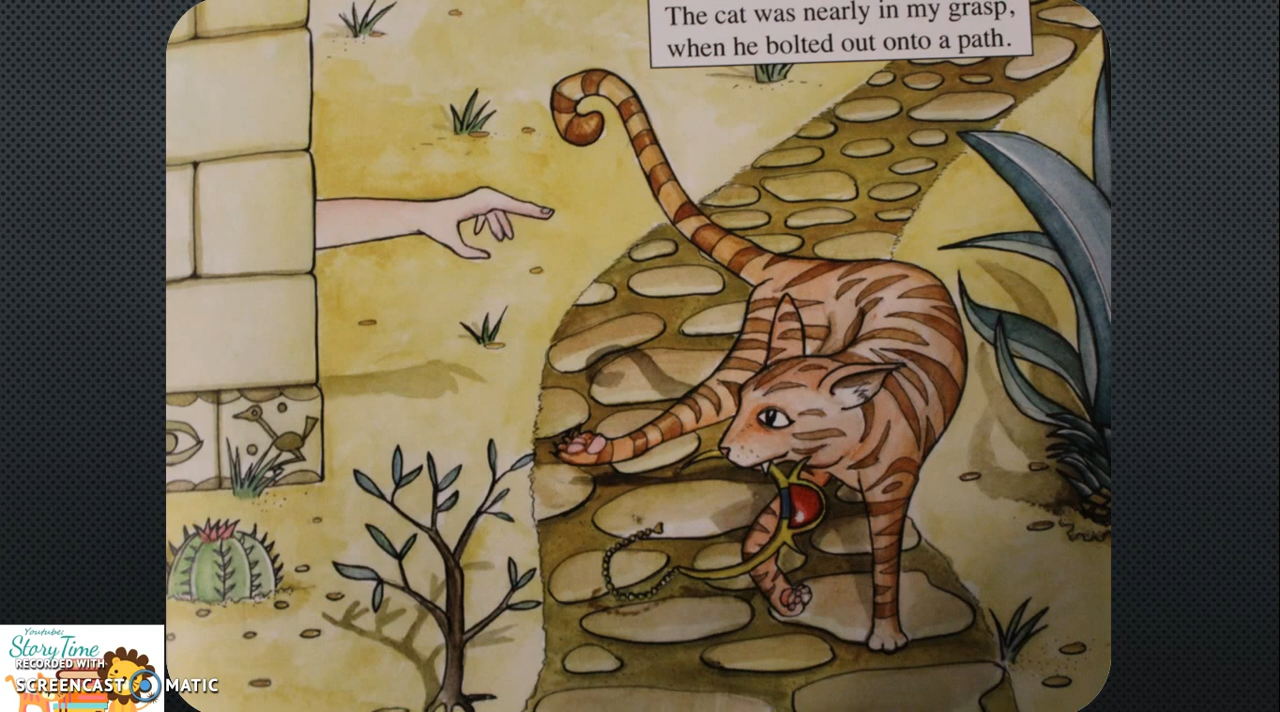 The cat was nearly in my grasp,
when he bolted out onto a path.
Youtube:
Story Time
RECORDED WITH
SCREENCAST MATIC